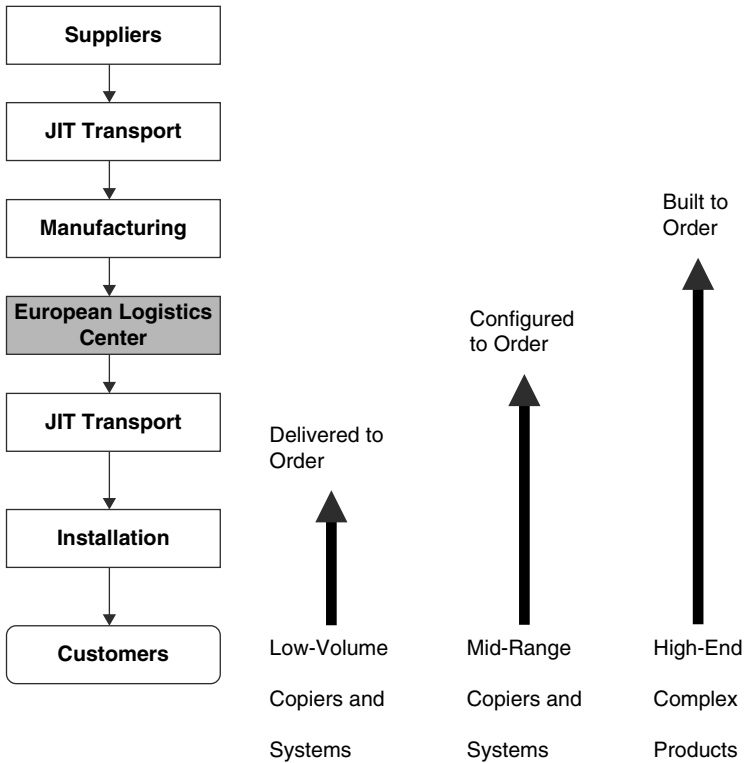 Suppliers
JIT Transport
Manufacturing
European Logistics
Center
JIT Transport
Installation
Customers
Delivered to
Order
Low-Volume
Copiers and
Systems
Configured
to Order
Mid-Range
Copiers and
Systems
Built to
Order
High-End
Complex
Products